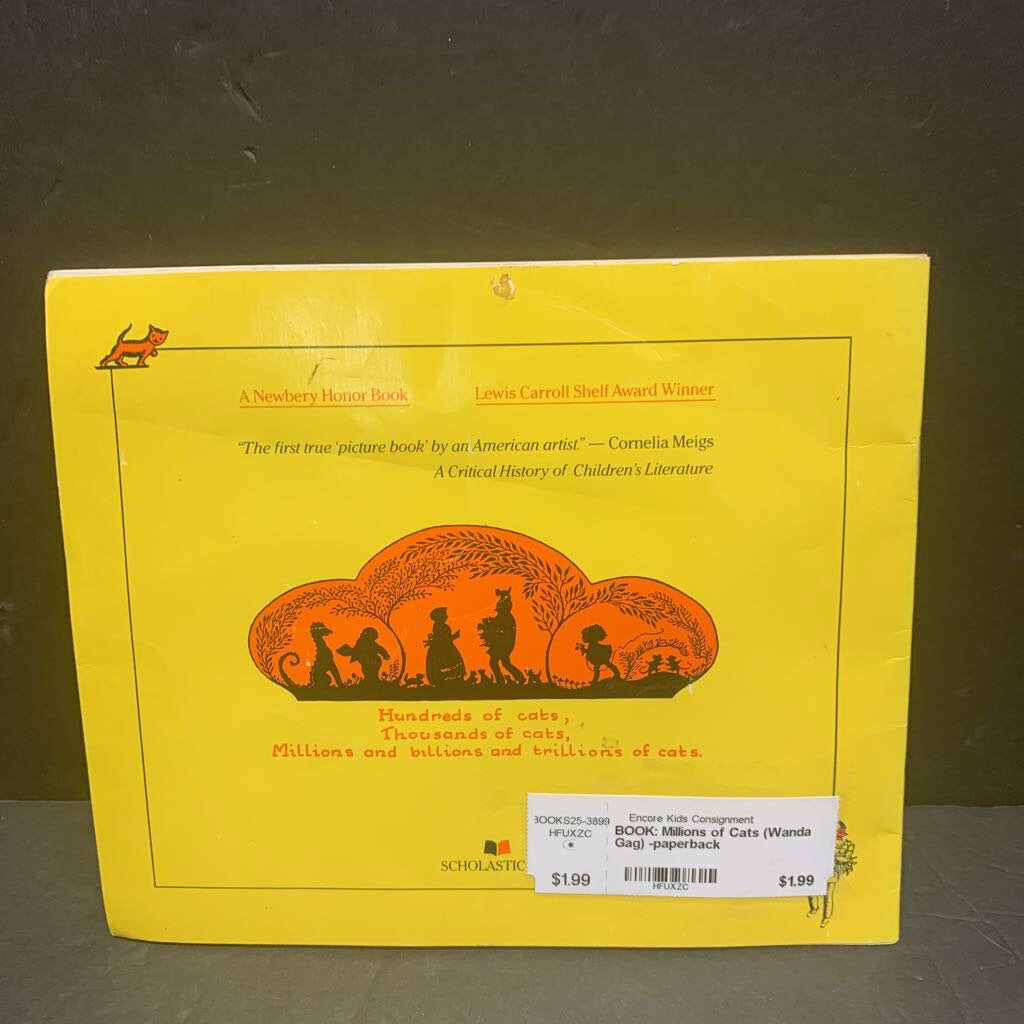 A Newbery Honor Book
Lewis Carroll Shelf Award Winner
"The first true 'picture book' by an American artist." — Cornelia Meigs
A Critical History of Children's Literature
Hundreds of cats,
Thousands of cats,
Millions and billions and trillions of cats.
SCHOLASTIC
BOOKS25-3899
HFUXZC
$1.99
Encore Kids Consignment
BOOK: Millions of Cats (Wanda
Gag) -paperback
HFUXZC
$1.99